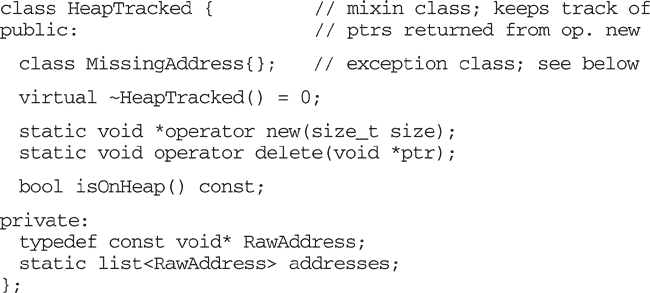 class HeapTracked {          // mixin class; keeps track of
public:                      // ptrs returned from op. new
  class MissingAddress{};    // exception class; see below
  virtual ~HeapTracked() = 0;
  static void *operator new(size_t size);
  static void operator delete(void *ptr);
  bool isOnHeap() const;
private:
  typedef const void* RawAddress;
  static list<RawAddress> addresses;
};